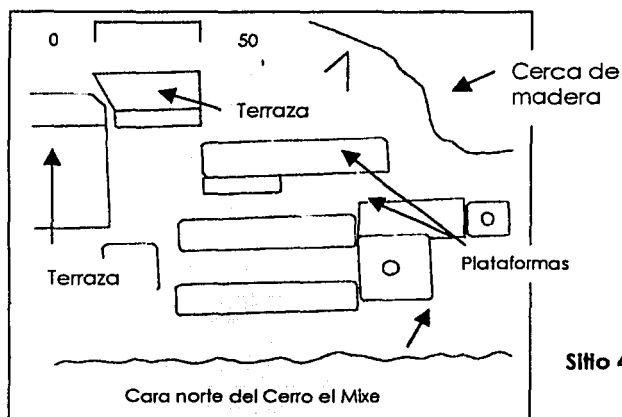 0 50
Cerca de
madera
Terraza
Terraza
Plataformas
Sitio 4
Cara norte del Cerro el Mixe